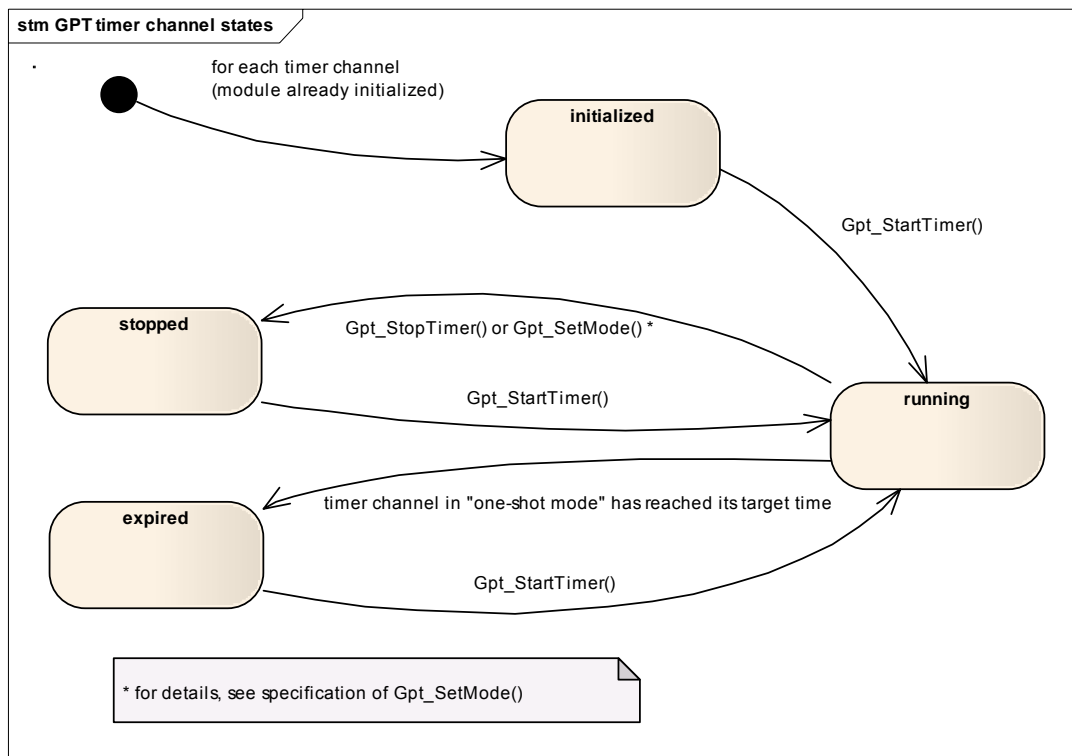 stm GPT timer channel states
for each timer channel
(module already initialized)
initialized
Gpt_StartTimer()
stopped
Gpt_StopTimer() or Gpt_SetMode() *
Gpt_StartTimer()
running
expired
timer channel in "one-shot mode" has reached its target time
Gpt_StartTimer()
* for details, see specification of Gpt_SetMode()